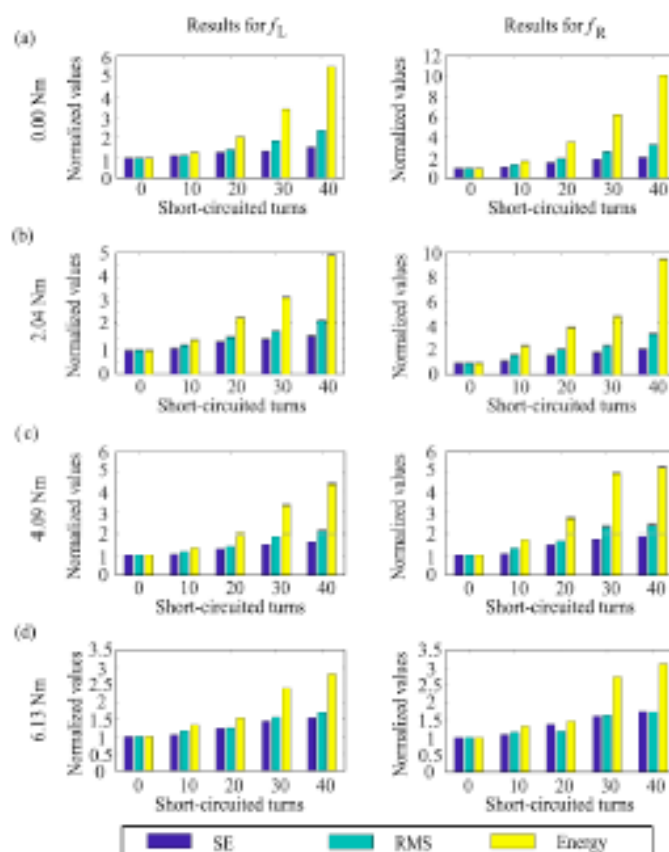 Results for fL
Results for fR
(a)
0.00 Nm
Normalized values
6
5
4
3
2
1
0
0 10 20 30 40
Short-circuited turns
Normalized values
12
10
8
6
4
2
0
0 10 20 30 40
Short-circuited turns
(b)
2.04 Nm
Normalized values
5
4
3
2
1
0
0 10 20 30 40
Short-circuited turns
Normalized values
10
8
6
4
2
0
0 10 20 30 40
Short-circuited turns
(c)
4.09 Nm
Normalized values
6
5
4
3
2
1
0
0 10 20 30 40
Short-circuited turns
Normalized values
6
5
4
3
2
1
0
0 10 20 30 40
Short-circuited turns
(d)
6.13 Nm
Normalized values
3.5
3
2.5
2
1.5
1
0.5
0
0 10 20 30 40
Short-circuited turns
Normalized values
3.5
3
2.5
2
1.5
1
0.5
0
0 10 20 30 40
Short-circuited turns
SE RMS Energy